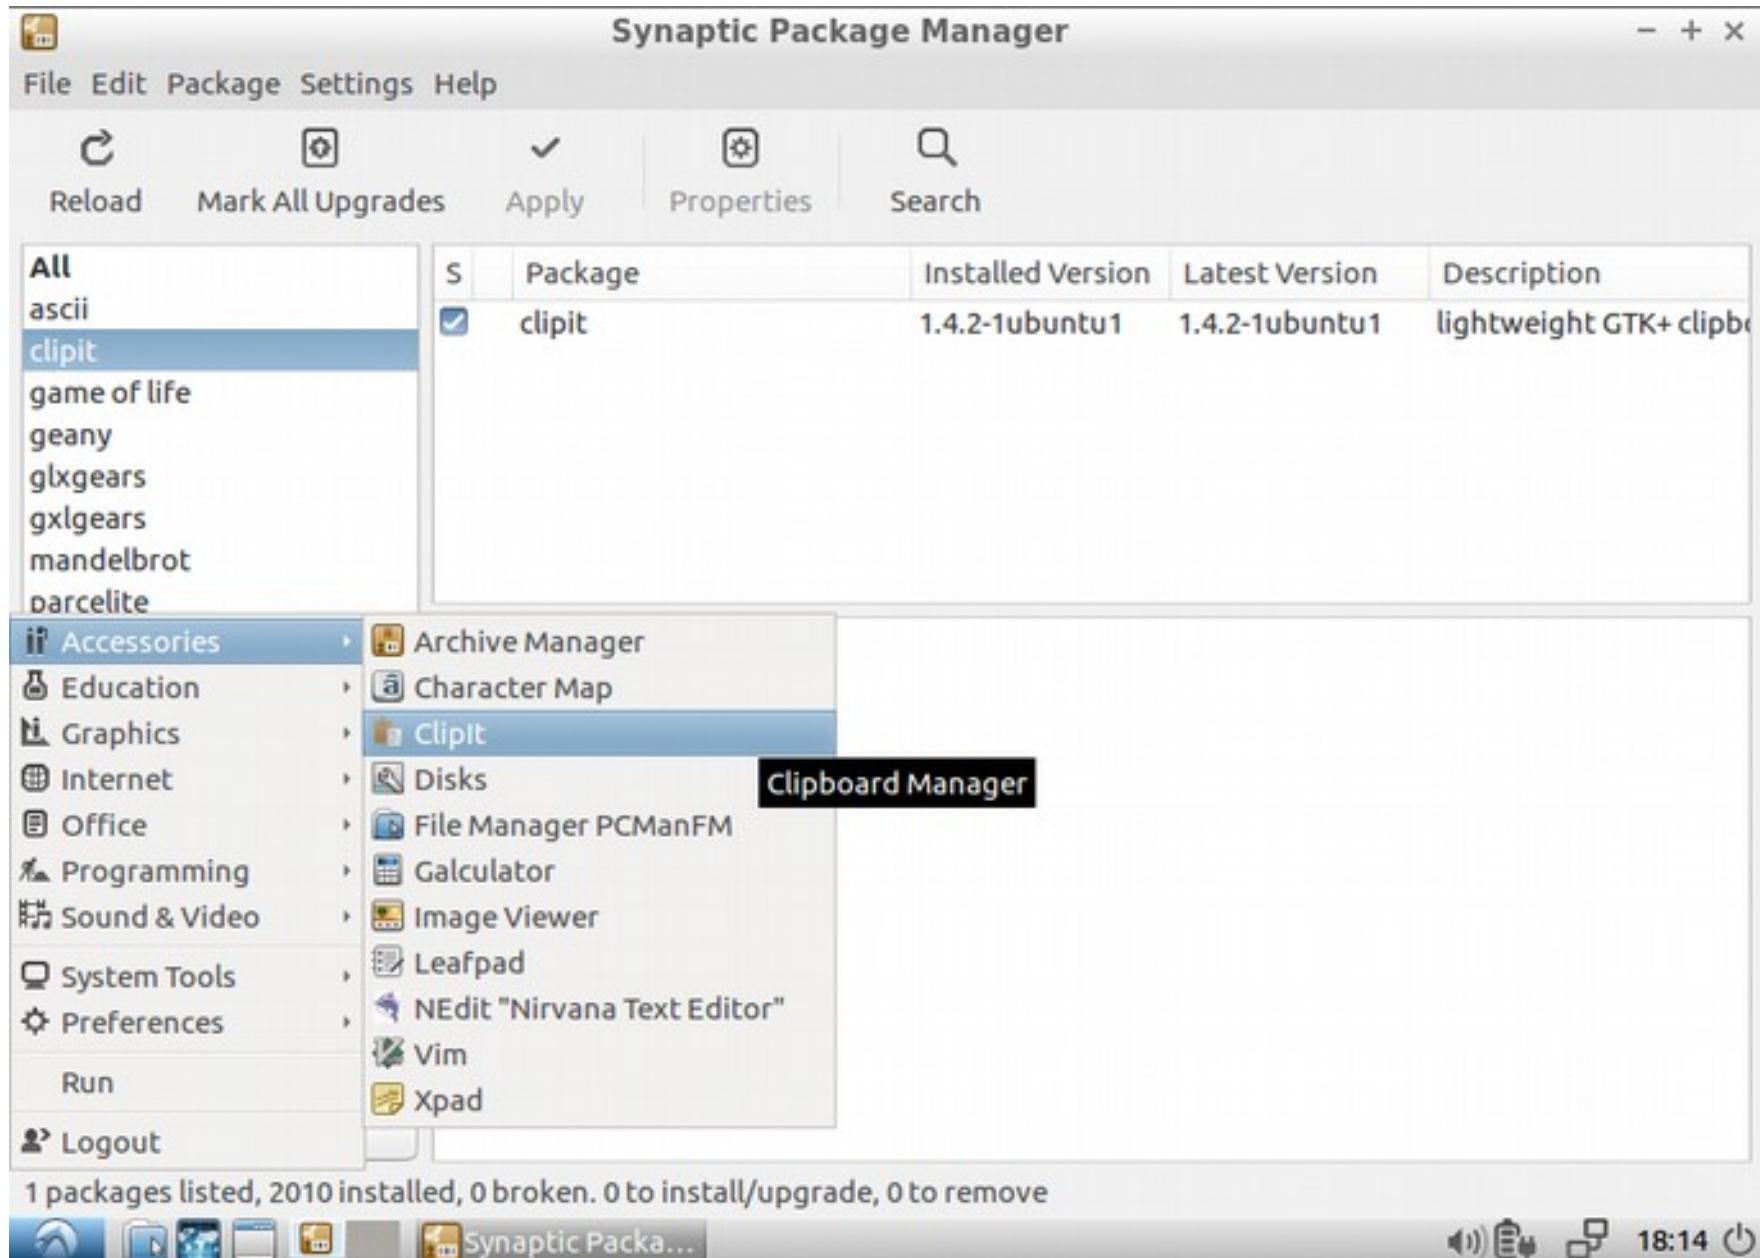 Synaptic Package Manager
File Edit Package Settings Help
Reload Mark All Upgrades Apply Properties Search
All
ascii
clipit
game of life
geany
glxgears
gxlgears
mandelbrot
parcelite
S Package Installed Version Latest Version Description
clipit 1.4.2-1ubuntu1 1.4.2-1ubuntu1 lightweight GTK+ clipbo
Accessories
Education
Graphics
Internet
Office
Programming
Sound & Video
System Tools
Preferences
Run
Logout
Archive Manager
Character Map
ClipIt
Clipboard Manager
Disks
File Manager PCManFM
Galculator
Image Viewer
Leafpad
NEdit "Nirvana Text Editor"
Vim
Xpad
1 packages listed, 2010 installed, 0 broken. 0 to install/upgrade, 0 to remove
Synaptic Packa...
18:14